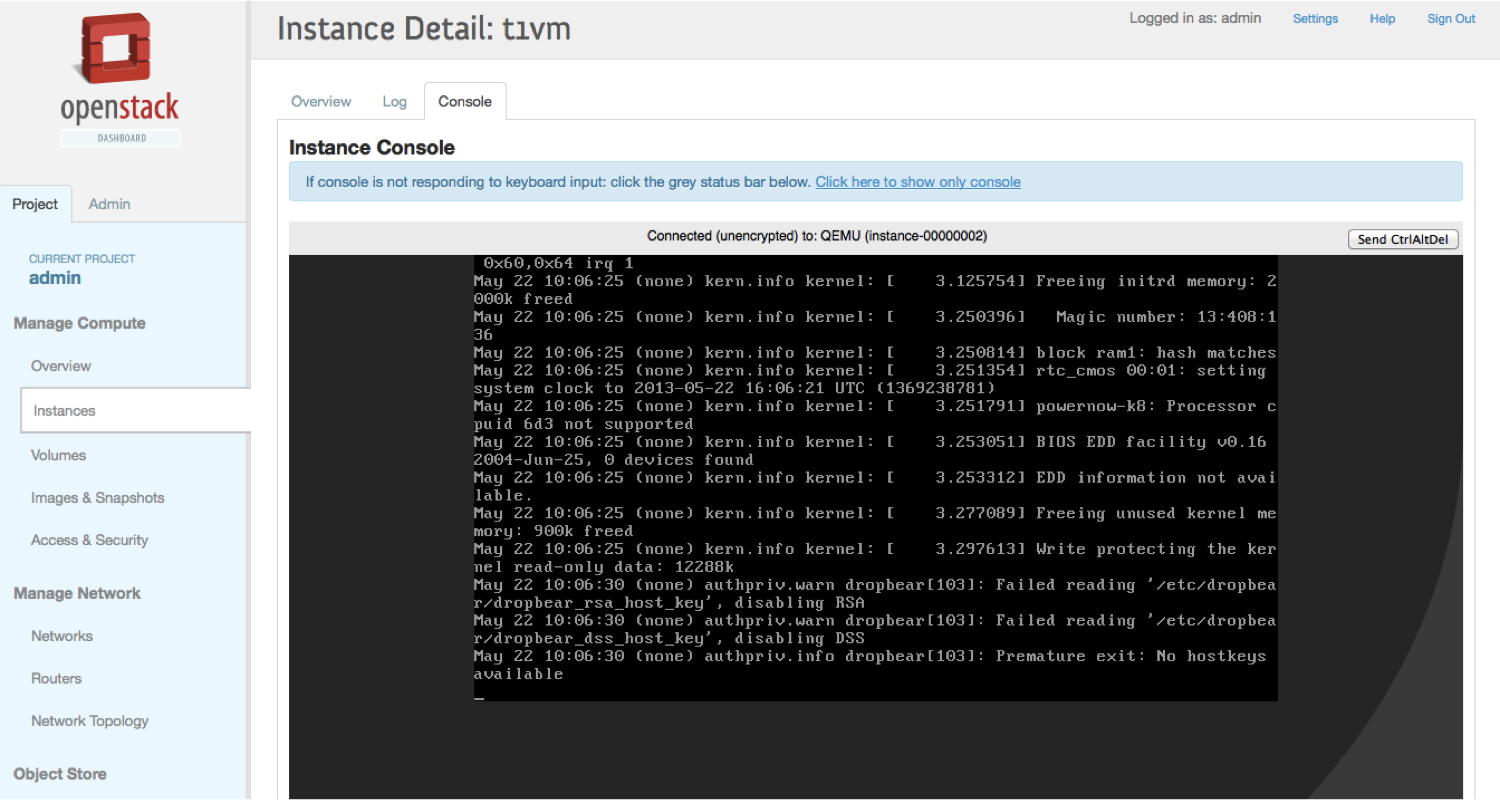 openstack
DASHBOARD
Project
Admin
CURRENT PROJECT
admin
Manage Compute
Overview
Instances
Volumes
Images & Snapshots
Access & Security
Manage Network
Networks
Routers
Network Topology
Object Store
Instance Detail: t1vm
Logged in as: admin
Settings
Help
Sign Out
Overview
Log
Console
Instance Console
If console is not responding to keyboard input: click the grey status bar below. Click here to show only console
Connected (unencrypted) to: QEMU (instance-00000002)
Send CtrlAltDel
0x60,0x64 irq 1
May 22 10:06:25 (none) kern.info kernel: [    3.125754] Freeing initrd memory: 2
000k freed
May 22 10:06:25 (none) kern.info kernel: [    3.250396]   Magic number: 13:408:1
36
May 22 10:06:25 (none) kern.info kernel: [    3.250814] block ram1: hash matches
May 22 10:06:25 (none) kern.info kernel: [    3.251354] rtc_cmos 00:01: setting
system clock to 2013-05-22 16:06:21 UTC (1369238781)
May 22 10:06:25 (none) kern.info kernel: [    3.251791] powernow-k8: Processor c
puid 6d3 not supported
May 22 10:06:25 (none) kern.info kernel: [    3.253051] BIOS EDD facility v0.16
2004-Jun-25, 0 devices found
May 22 10:06:25 (none) kern.info kernel: [    3.253312] EDD information not avai
lable.
May 22 10:06:25 (none) kern.info kernel: [    3.277089] Freeing unused kernel me
mory: 900k freed
May 22 10:06:25 (none) kern.info kernel: [    3.297613] Write protecting the ker
nel read-only data: 12288k
May 22 10:06:30 (none) authpriv.warn dropbear[103]: Failed reading '/etc/dropbea
r/dropbear_rsa_host_key', disabling RSA
May 22 10:06:30 (none) authpriv.warn dropbear[103]: Failed reading '/etc/dropbea
r/dropbear_dss_host_key', disabling DSS
May 22 10:06:30 (none) authpriv.info dropbear[103]: Premature exit: No hostkeys
available
_